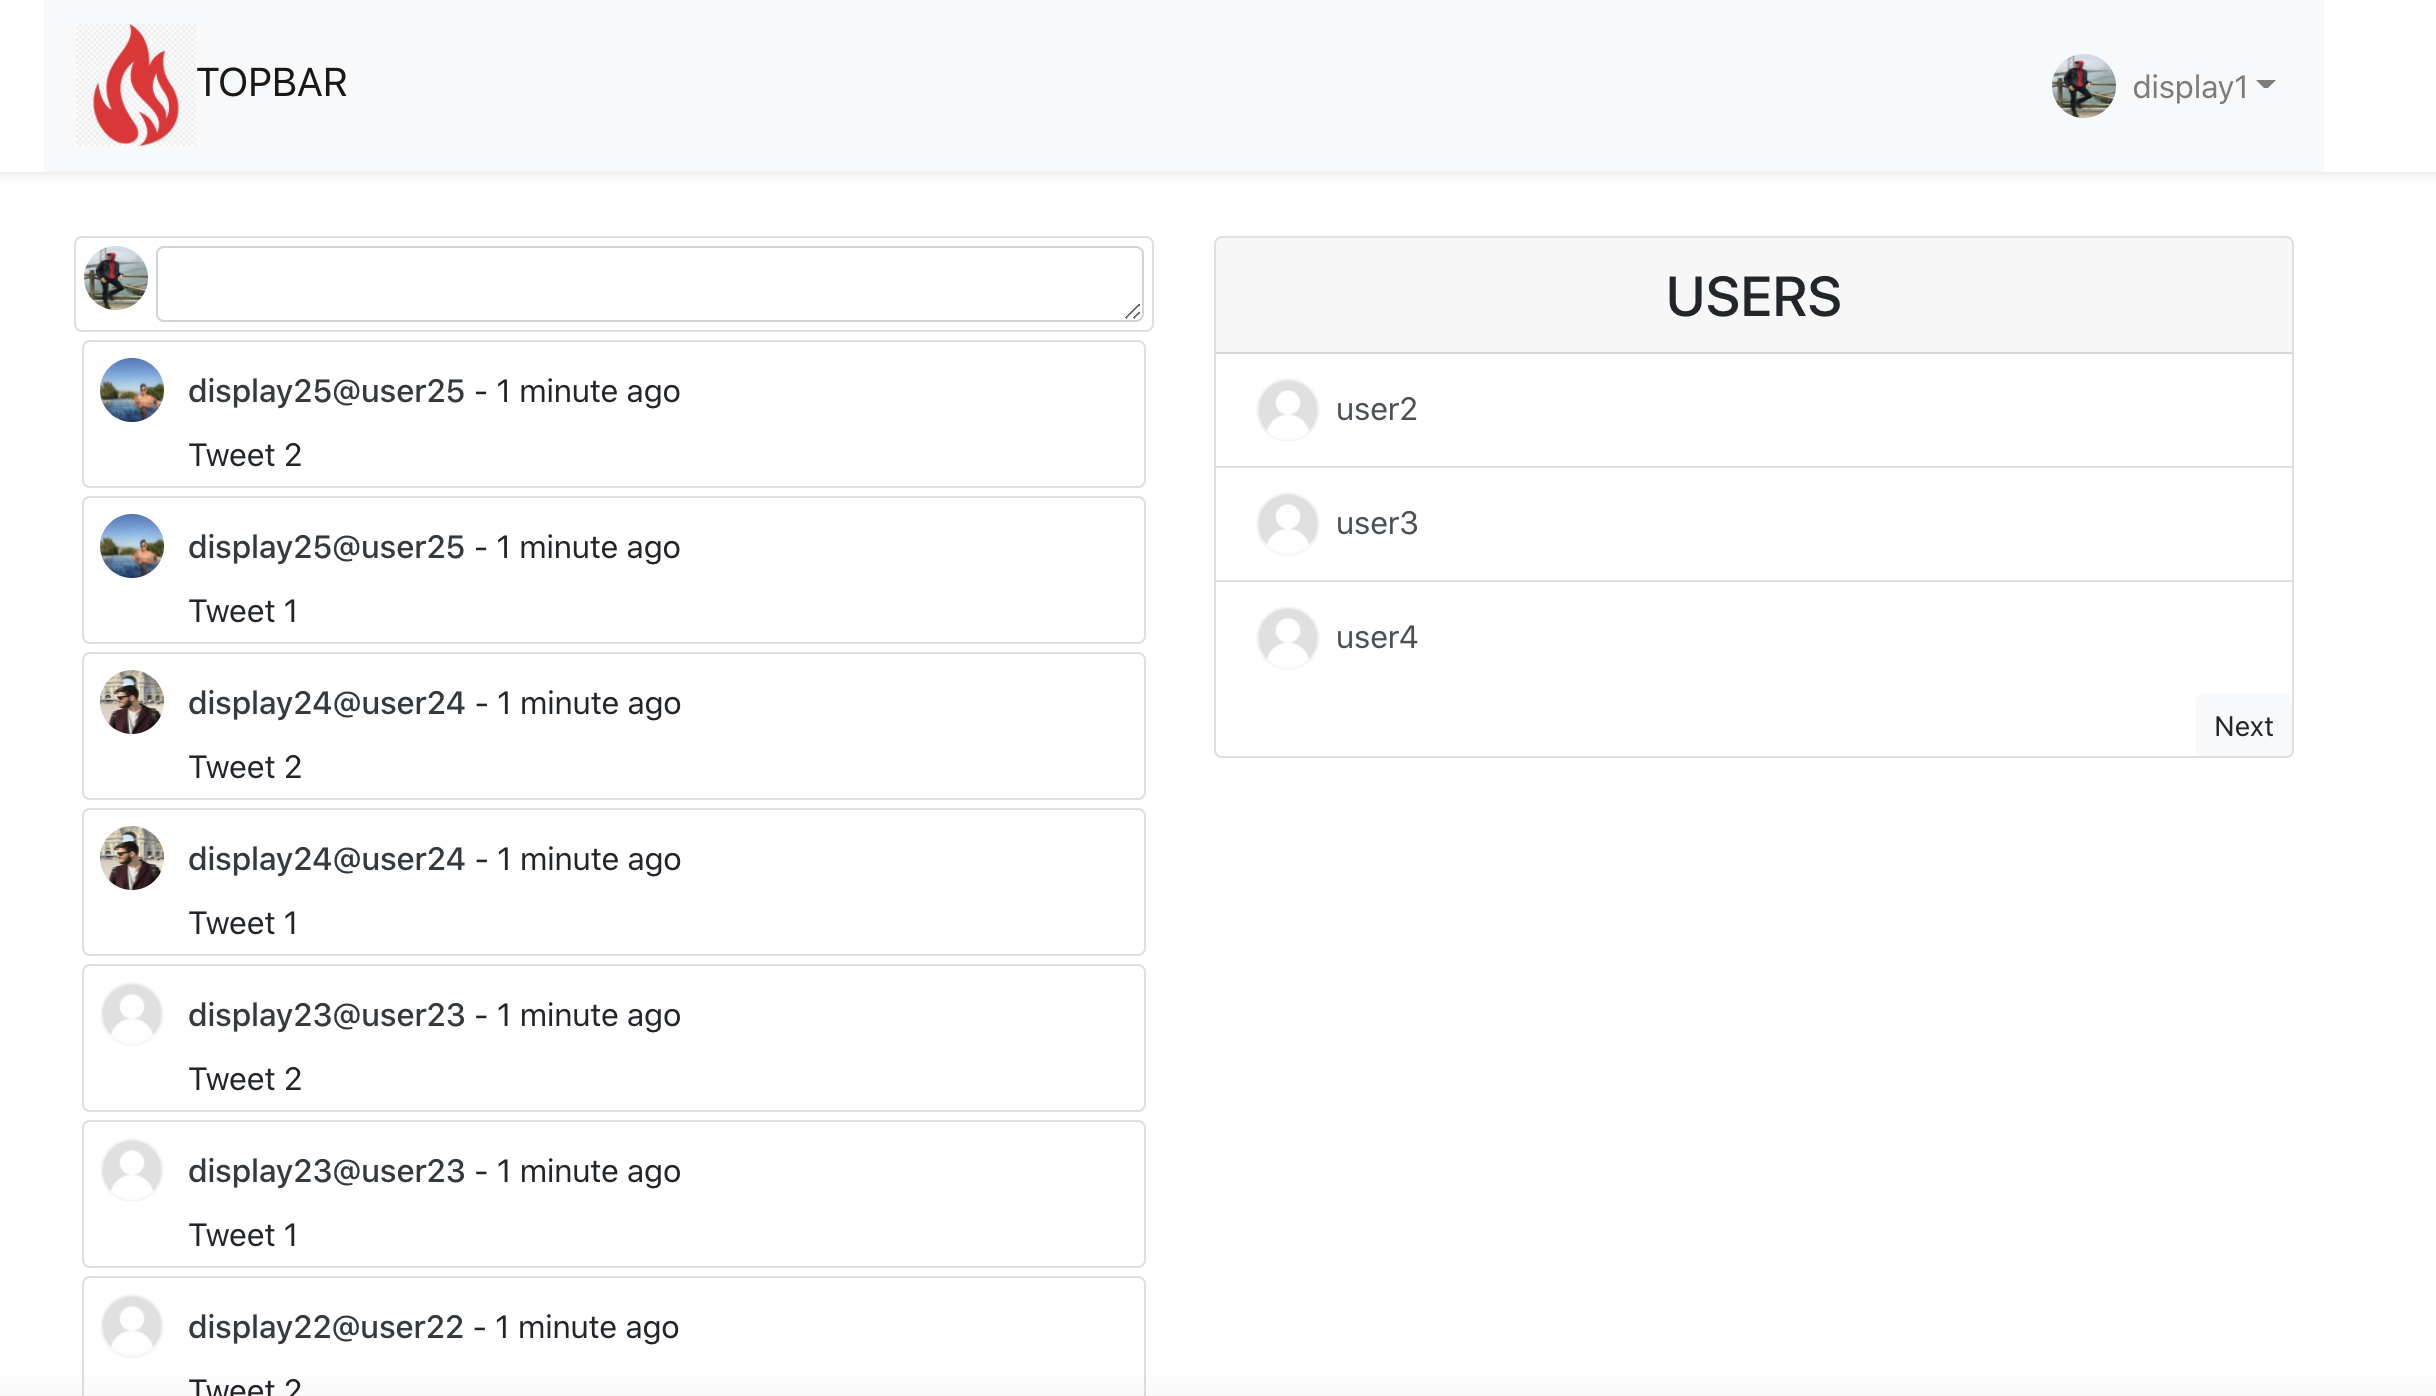 TOPBAR
display1
display25@user25 - 1 minute ago
Tweet 2
display25@user25 - 1 minute ago
Tweet 1
display24@user24 - 1 minute ago
Tweet 2
display24@user24 - 1 minute ago
Tweet 1
display23@user23 - 1 minute ago
Tweet 2
display23@user23 - 1 minute ago
Tweet 1
display22@user22 - 1 minute ago
Tweet 2
USERS
user2
user3
user4
Next